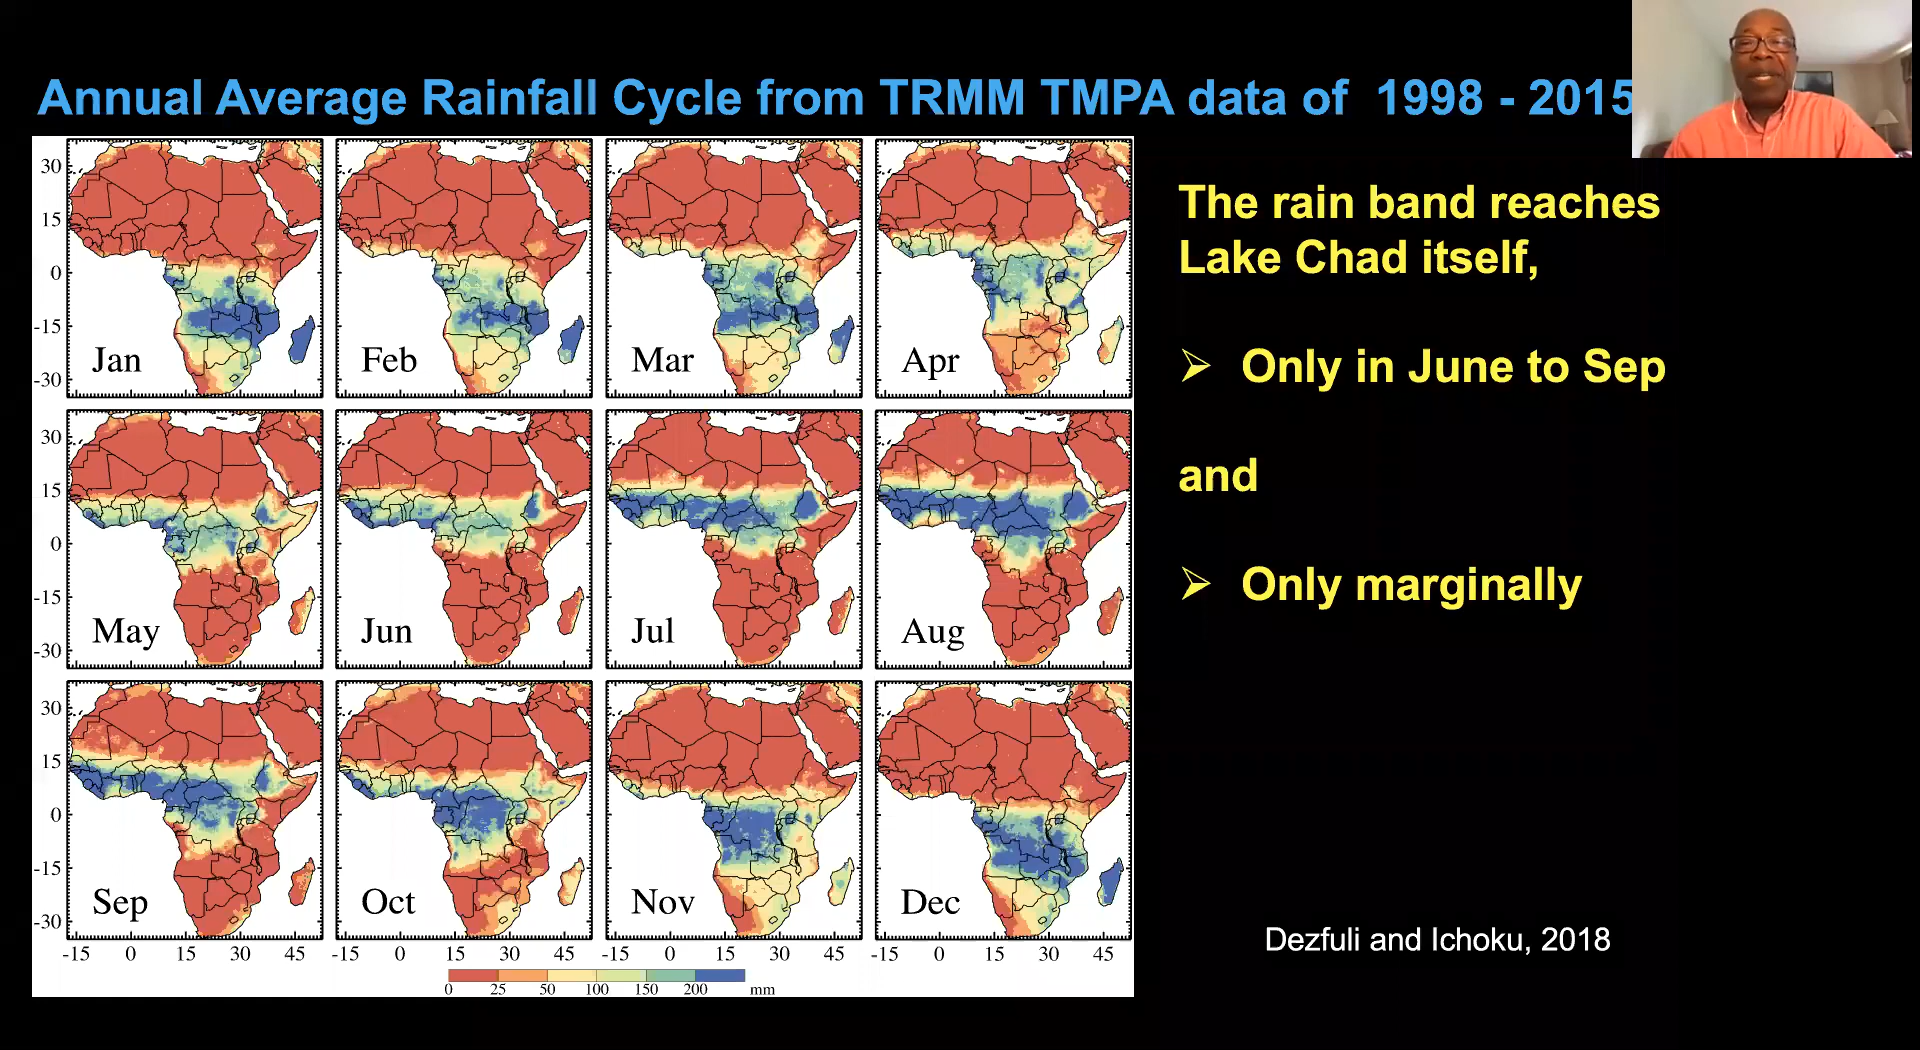 Annual Average Rainfall Cycle from TRMM TMPA data of 1998 - 2015
The rain band reaches
Lake Chad itself,
➢ Only in June to Sep
and
➢ Only marginally
Dezfuli and Ichoku, 2018
30
15
0
-15
-30
Jan
Feb
Mar
Apr
30
15
0
-15
-30
May
Jun
Jul
Aug
30
15
0
-15
-30
Sep
Oct
Nov
Dec
-15 0 15 30 45 -15 0 15 30 45 -15 0 15 30 45 -15 0 15 30 45
0 25 50 100 150 200 mm